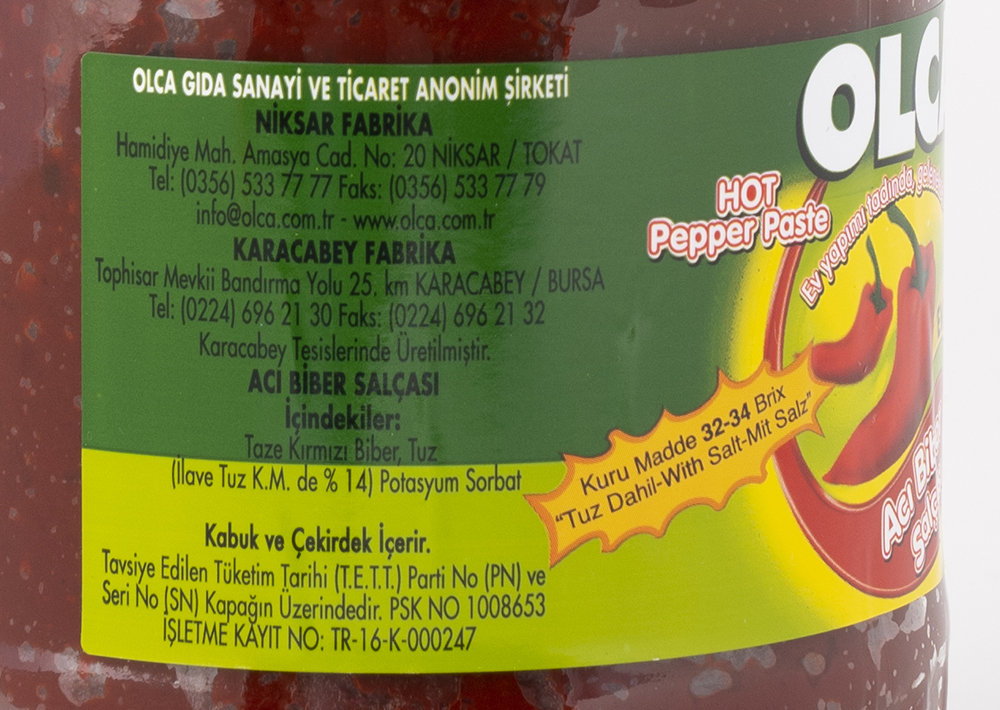 OLCA GIDA SANAYİ VE TİCARET ANONİM ŞİRKETİ
NİKSAR FABRİKA
Hamidiye Mah. Amasya Cad. No: 20 NİKSAR / TOKAT
Tel: (0356) 533 77 77 Faks: (0356) 533 77 79
info@olca.com.tr - www.olca.com.tr
KARACABEY FABRİKA
Tophisar Mevkii Bandırma Yolu 25. km KARACABEY / BURSA
Tel: (0224) 696 21 30 Faks: (0224) 696 21 32
Karacabey Tesislerinde Üretilmiştir.
ACI BİBER SALÇASI
İçindekiler:
Taze Kırmızı Biber, Tuz
(İlave Tuz K.M. de % 14) Potasyum Sorbat
Kabuk ve Çekirdek İçerir.
Tavsiye Edilen Tüketim Tarihi (T.E.T.T.) Parti No (PN) ve
Seri No (SN) Kapağın Üzerindedir. PSK NO 1008653
İŞLETME KAYIT NO: TR-16-K-000247
OLCA
HOT
Pepper Paste
Ev yapımı tadında,
Kuru Madde 32-34 Brix
"Tuz Dahil-With Salt-Mit Salz"
Acı